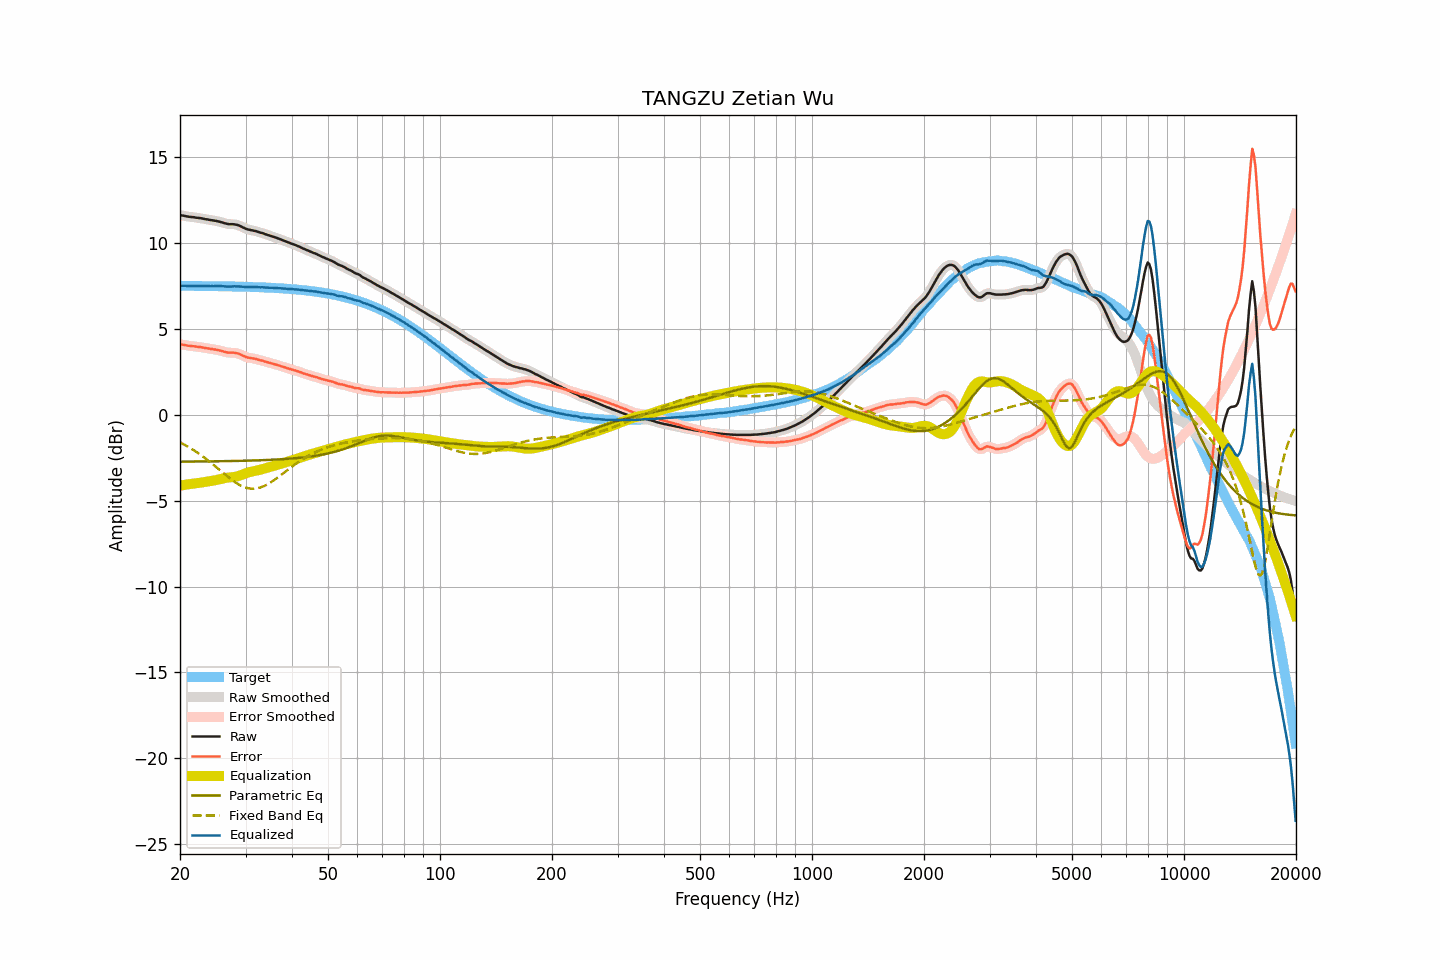 TANGZU Zetian Wu
15
10
5
0
−5
−10
−15
−20
−25
Amplitude (dBr)
Target
Raw Smoothed
Error Smoothed
Raw
Error
Equalization
Parametric Eq
Fixed Band Eq
Equalized
20 50 100 200 500 1000 2000 5000 10000 20000
Frequency (Hz)